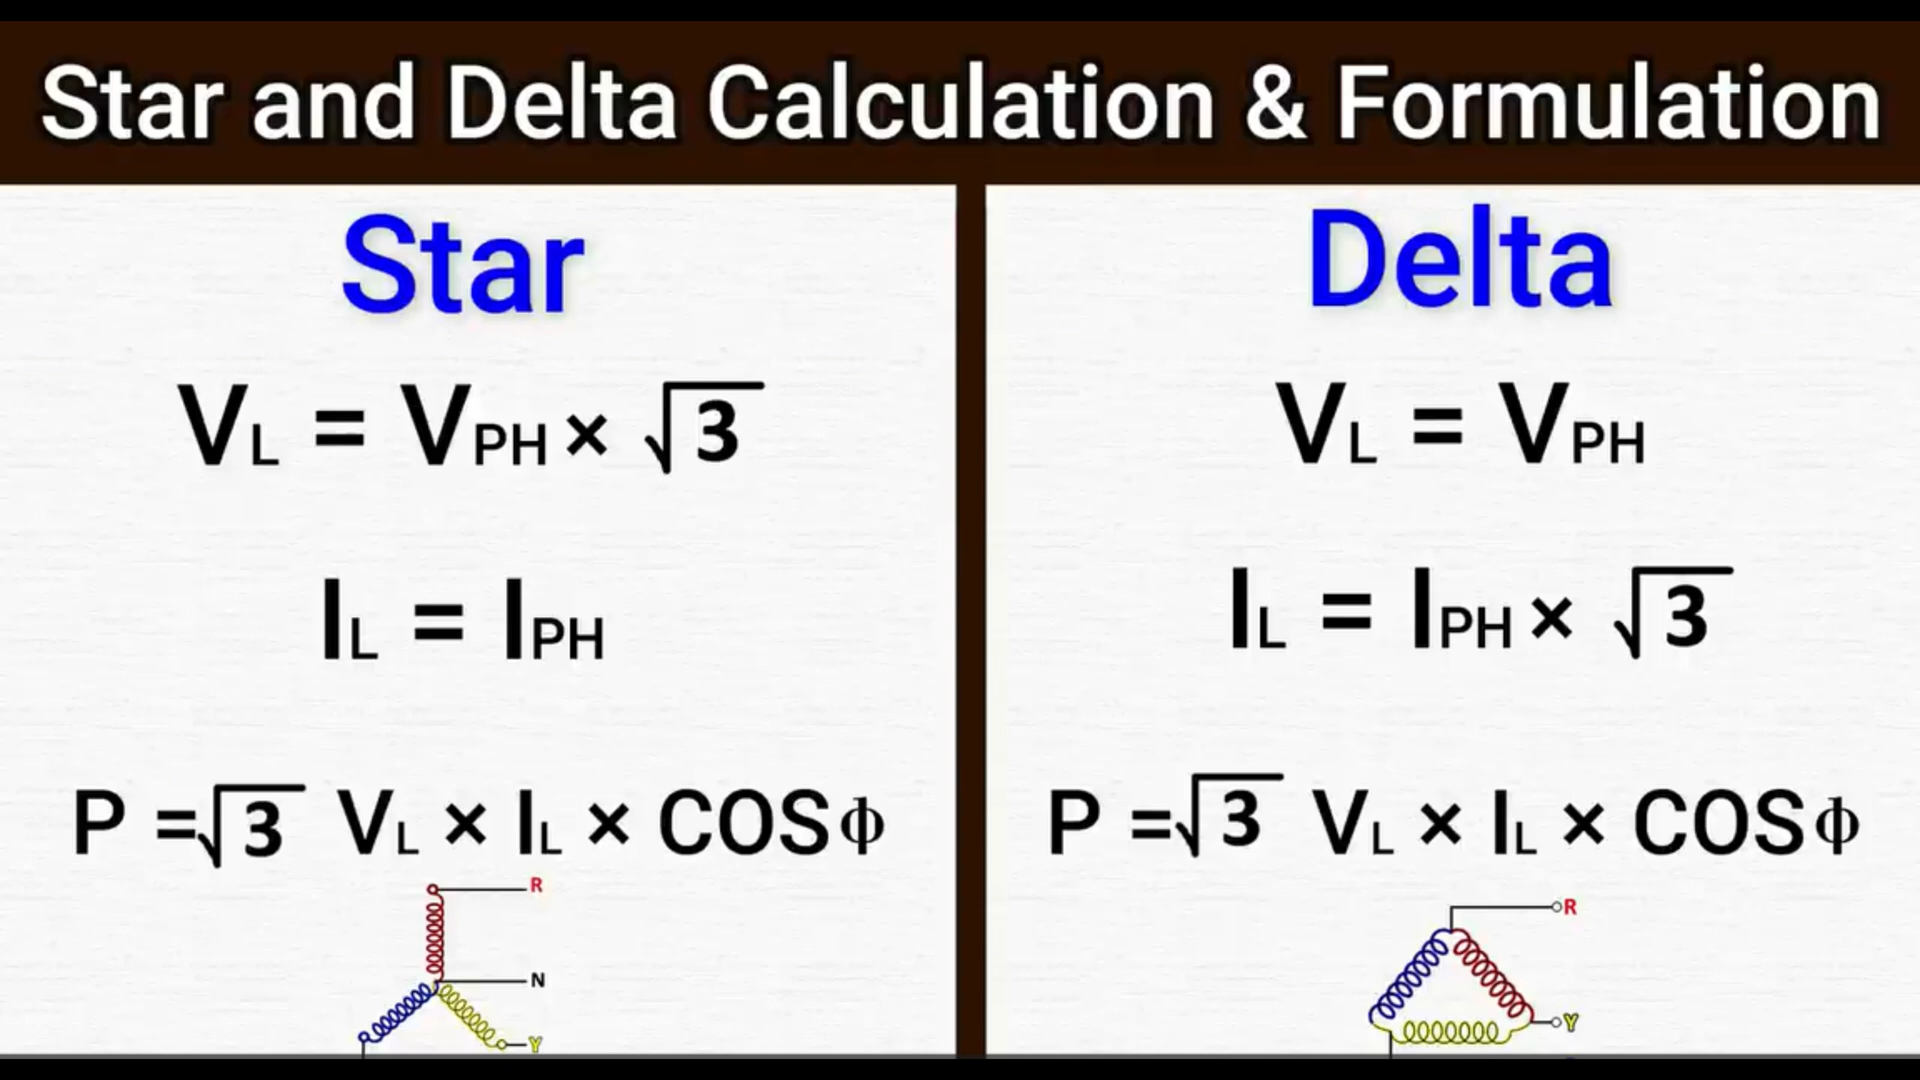 Star and Delta Calculation & Formulation
Star
VL = VPH × √3
IL = IPH
P =√3 VL × IL × COSϕ
R
N
Y
Delta
VL = VPH
IL = IPH × √3
P =√3 VL × IL × COSϕ
R
Y